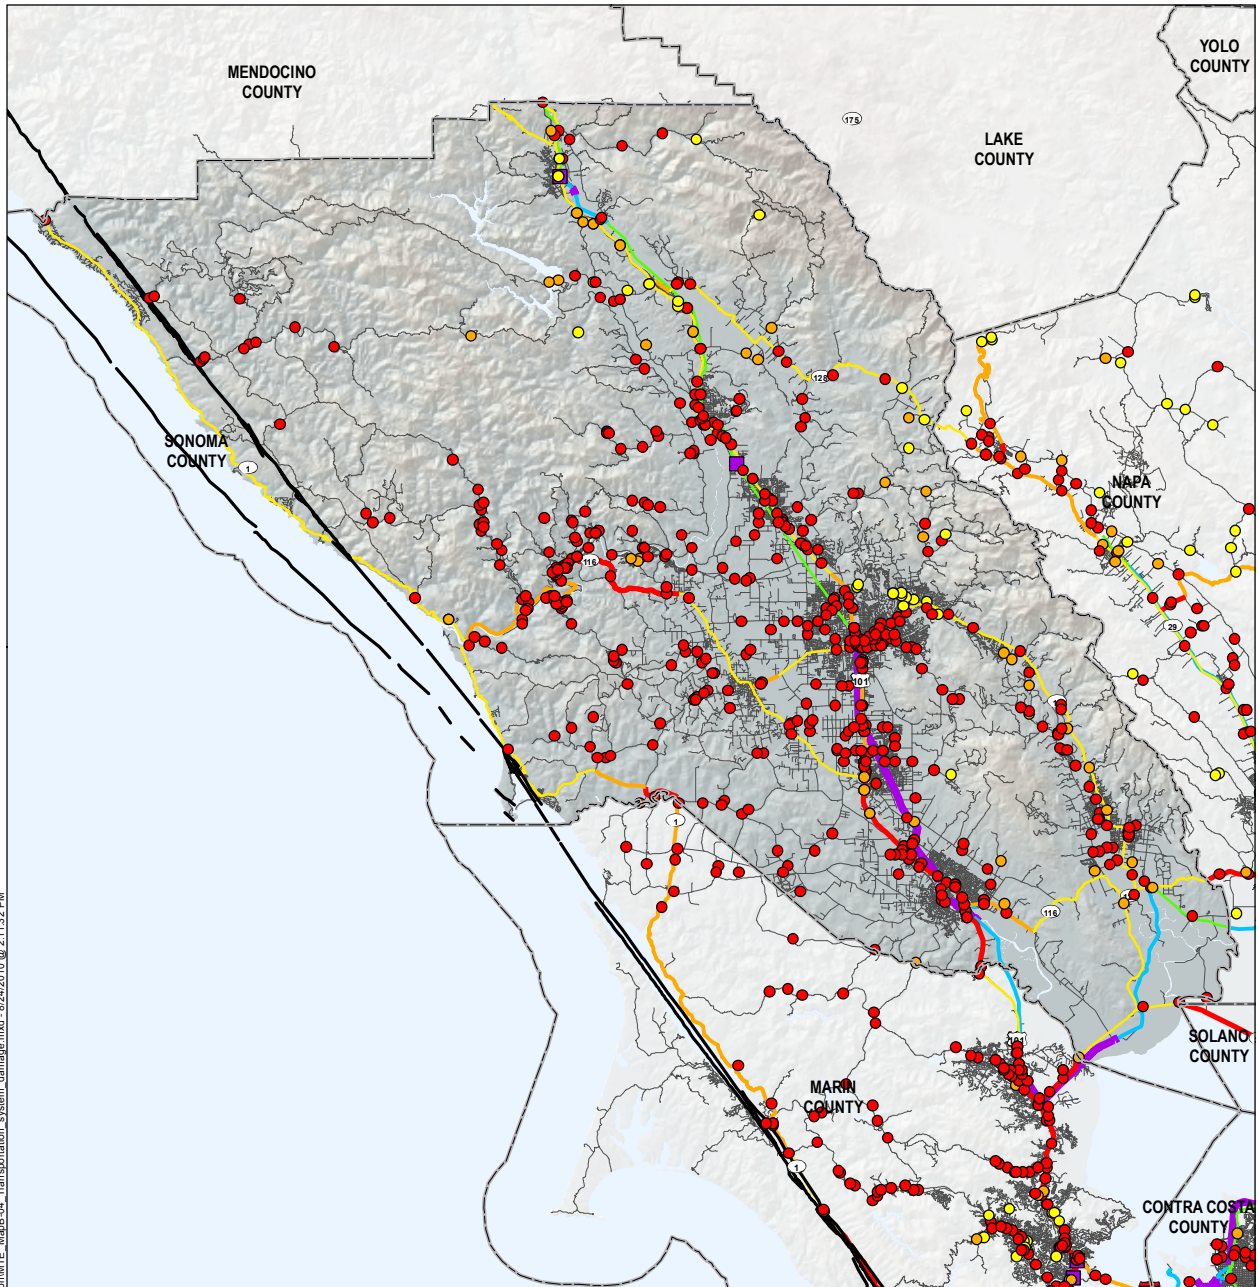 MENDOCINO
COUNTY
YOLO
COUNTY
175
LAKE
COUNTY
128
SONOMA
COUNTY
1
NAPA
COUNTY
116
29
101
1
116
SOLANO
COUNTY
101
MARIN
COUNTY
1
CONTRA COSTA
COUNTY